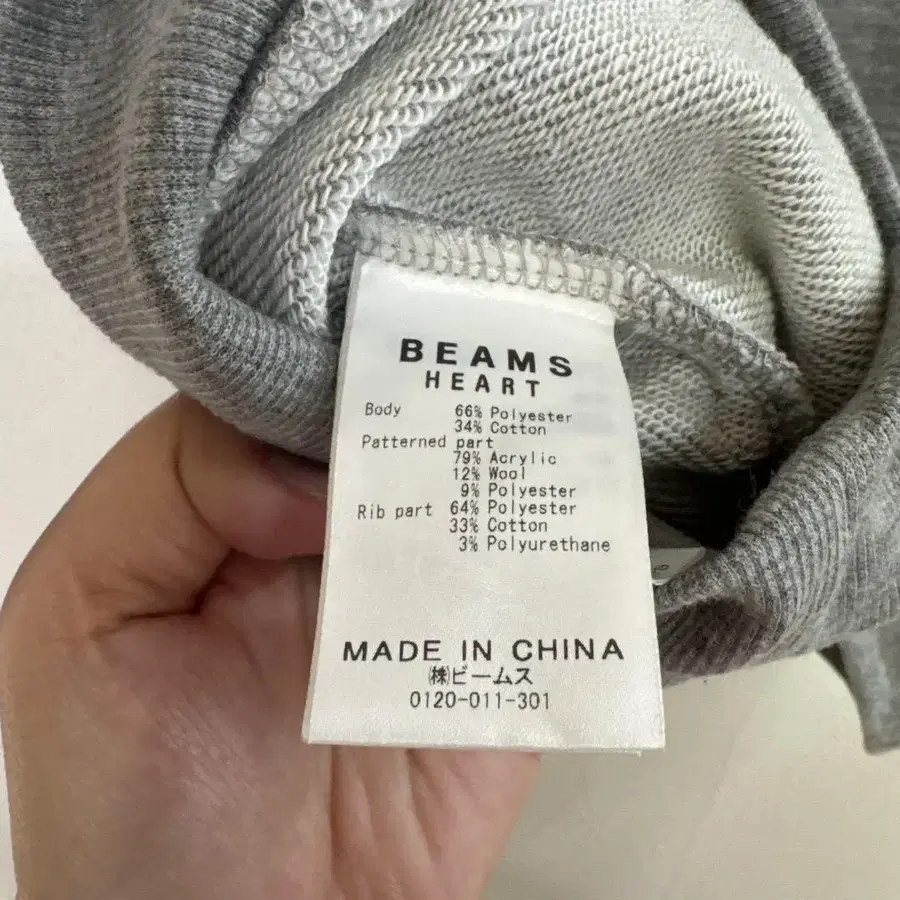 BEAMS
HEART
Body 66% Polyester
34% Cotton
Patterned part
79% Acrylic
12% Wool
9% Polyester
Rib part 64% Polyester
33% Cotton
3% Polyurethane
MADE IN CHINA
㈱ビームス
0120-011-301